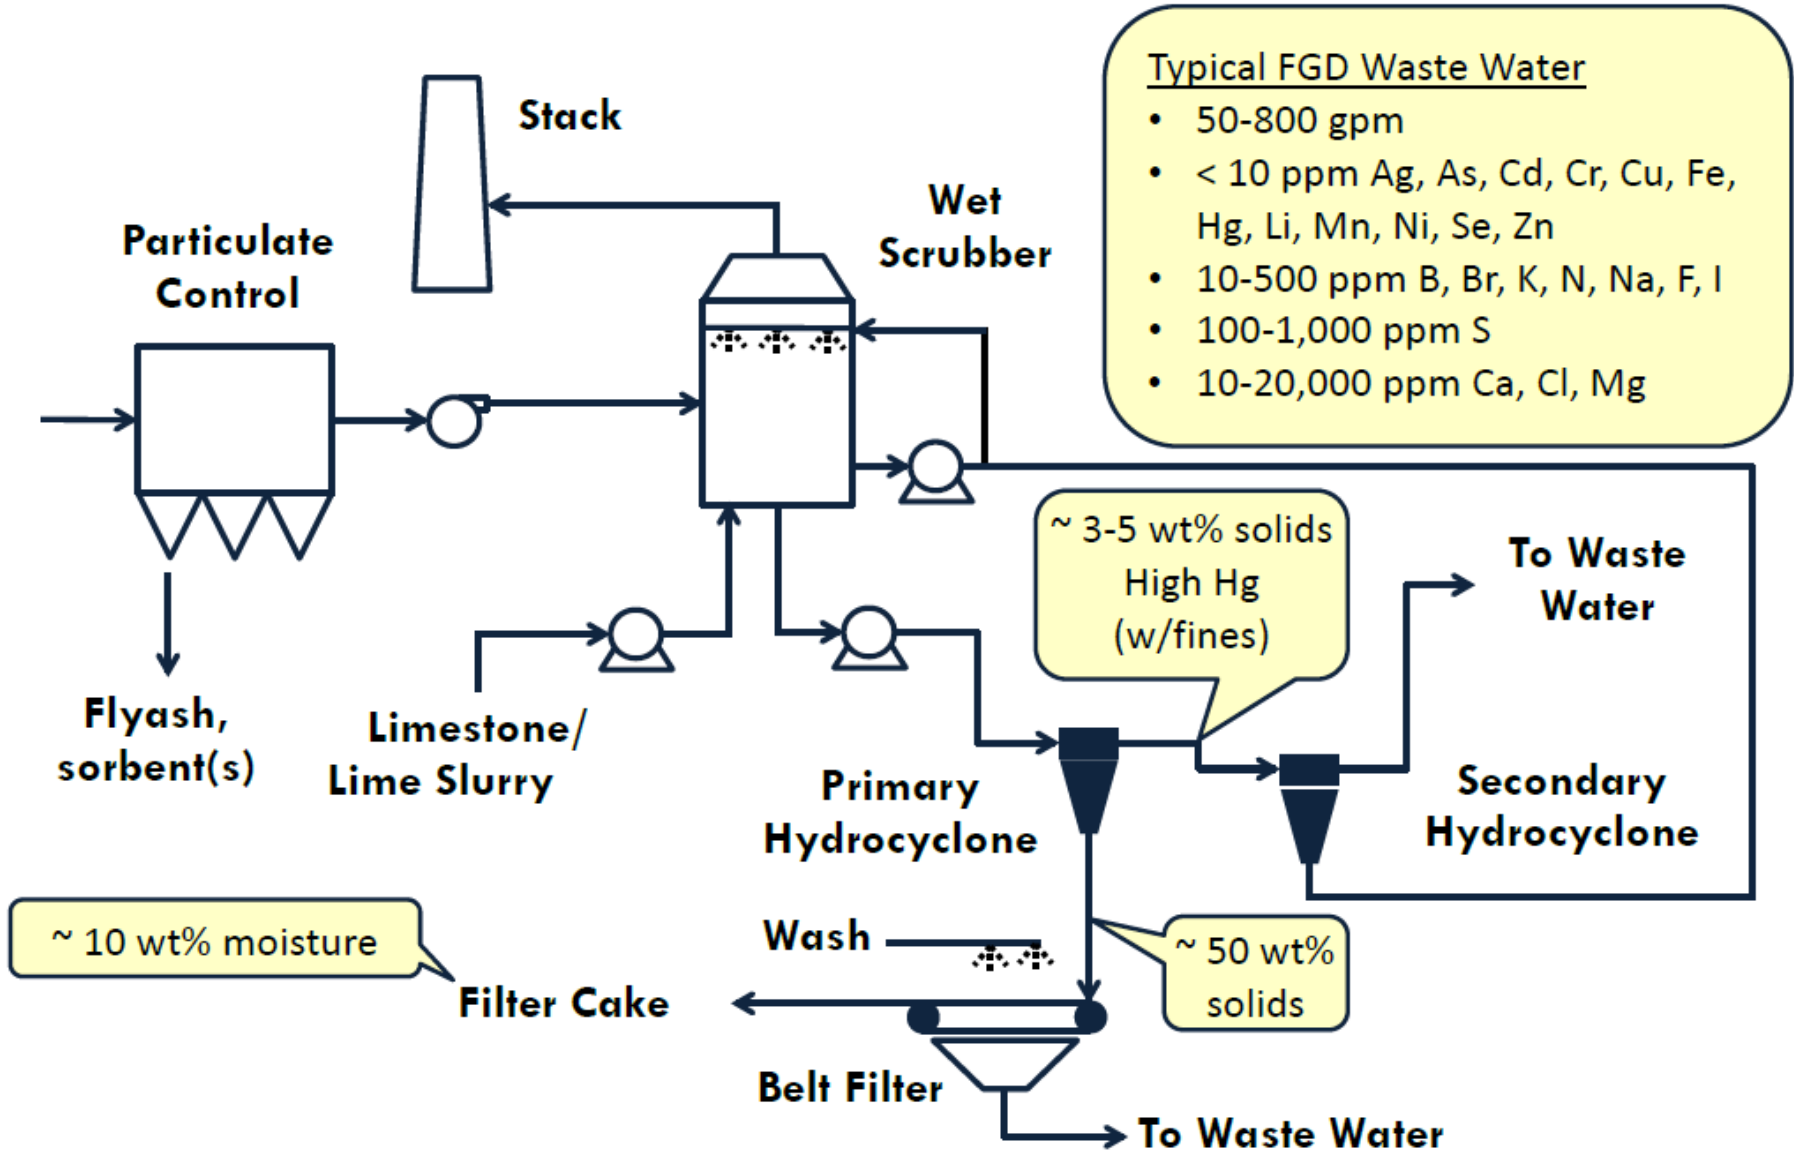 Typical FGD Waste Water
• 50-800 gpm
• < 10 ppm Ag, As, Cd, Cr, Cu, Fe,
Hg, Li, Mn, Ni, Se, Zn
• 10-500 ppm B, Br, K, N, Na, F, I
• 100-1,000 ppm S
• 10-20,000 ppm Ca, Cl, Mg
Stack
Wet
Scrubber
Particulate
Control
~ 3-5 wt% solids
High Hg
(w/fines)
To Waste
Water
Flyash,
sorbent(s)
Limestone/
Lime Slurry
Primary
Hydrocyclone
Secondary
Hydrocyclone
~ 10 wt% moisture
Wash
~ 50 wt%
solids
Filter Cake
Belt Filter
To Waste Water